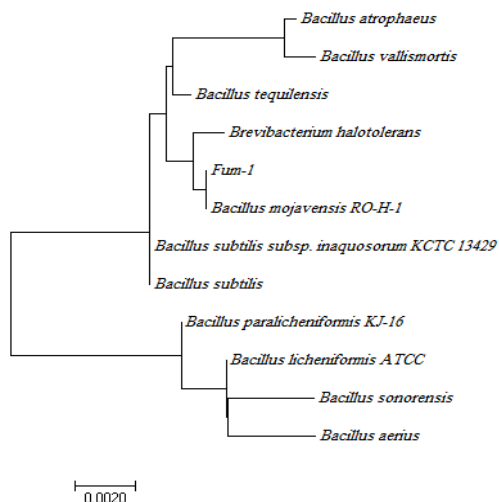 Bacillus atrophaeus
Bacillus vallismortis
Bacillus tequilensis
Brevibacterium halotolerans
Fum-1
Bacillus mojavensis RO-H-1
Bacillus subtilis subsp. inaquosorum KCTC 13429
Bacillus subtilis
Bacillus paralicheniformis KJ-16
Bacillus licheniformis ATCC
Bacillus sonorensis
Bacillus aerius
0.0020